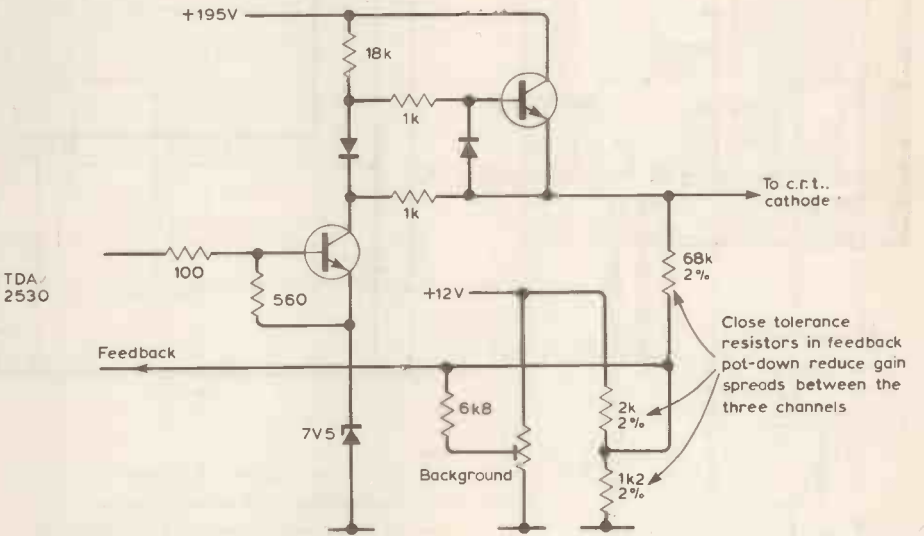 +195V
18k
1k
1k
To c.r.t..
cathode
TDA
2530
100
560
68k
2%
+12V
Close tolerance
resistors in feedback
pot-down reduce gain
spreads between the
three channels
Feedback
6k8
2k
2%
7V5
Background
1k2
2%